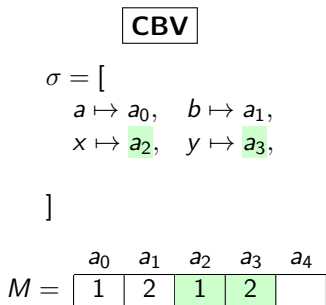 CBV
σ = [
a ↦ a₀, b ↦ a₁,
x ↦ a₂, y ↦ a₃,
]
a₀ a₁ a₂ a₃ a₄
M = 1 2 1 2